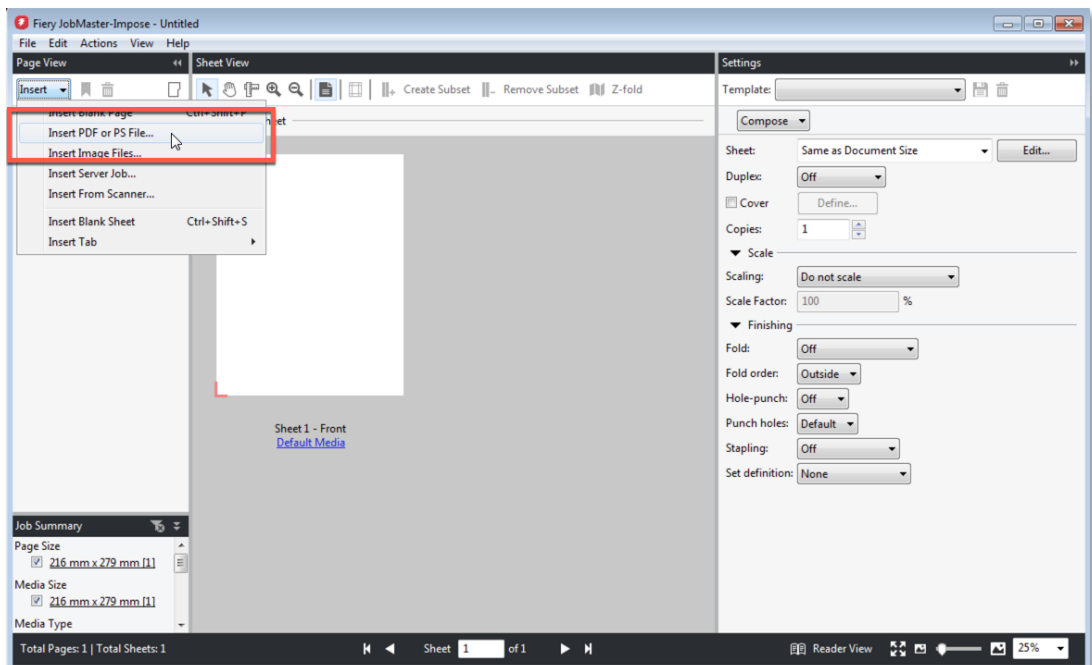 Fiery JobMaster-Impose - Untitled
File Edit Actions View Help
Page View
Sheet View
Settings
Insert
Create Subset
Remove Subset
Z-fold
Template:
Insert Blank Page Ctrl+Shift+P
Insert PDF or PS File...
Insert Image Files...
Insert Server Job...
Insert From Scanner...
Insert Blank Sheet Ctrl+Shift+S
Insert Tab
Compose
Sheet: Same as Document Size Edit...
Duplex: Off
Cover Define...
Copies: 1
Scale
Scaling: Do not scale
Scale Factor: 100 %
Finishing
Fold: Off
Fold order: Outside
Hole-punch: Off
Punch holes: Default
Stapling: Off
Set definition: None
Sheet 1 - Front
Default Media
Job Summary
Page Size
216 mm x 279 mm [1]
Media Size
216 mm x 279 mm [1]
Media Type
Total Pages: 1 | Total Sheets: 1
Sheet 1 of 1
Reader View
25%